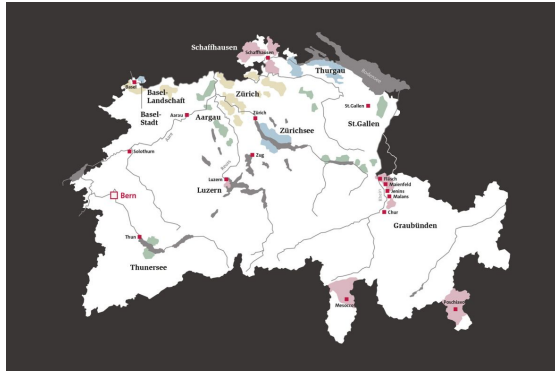 Schaffhausen
Schaffhausen
Thurgau
Bodensee
Basel
Basel-
Landschaft
Zürich
St.Gallen
Basel-
Stadt
Aarau
Aargau
Zürich
St.Gallen
Zürichsee
Solothurn
Zug
Luzern
Luzern
Fläsch
Maienfeld
Jenins
Malans
Bern
Chur
Graubünden
Thun
Thunersee
Mesocco